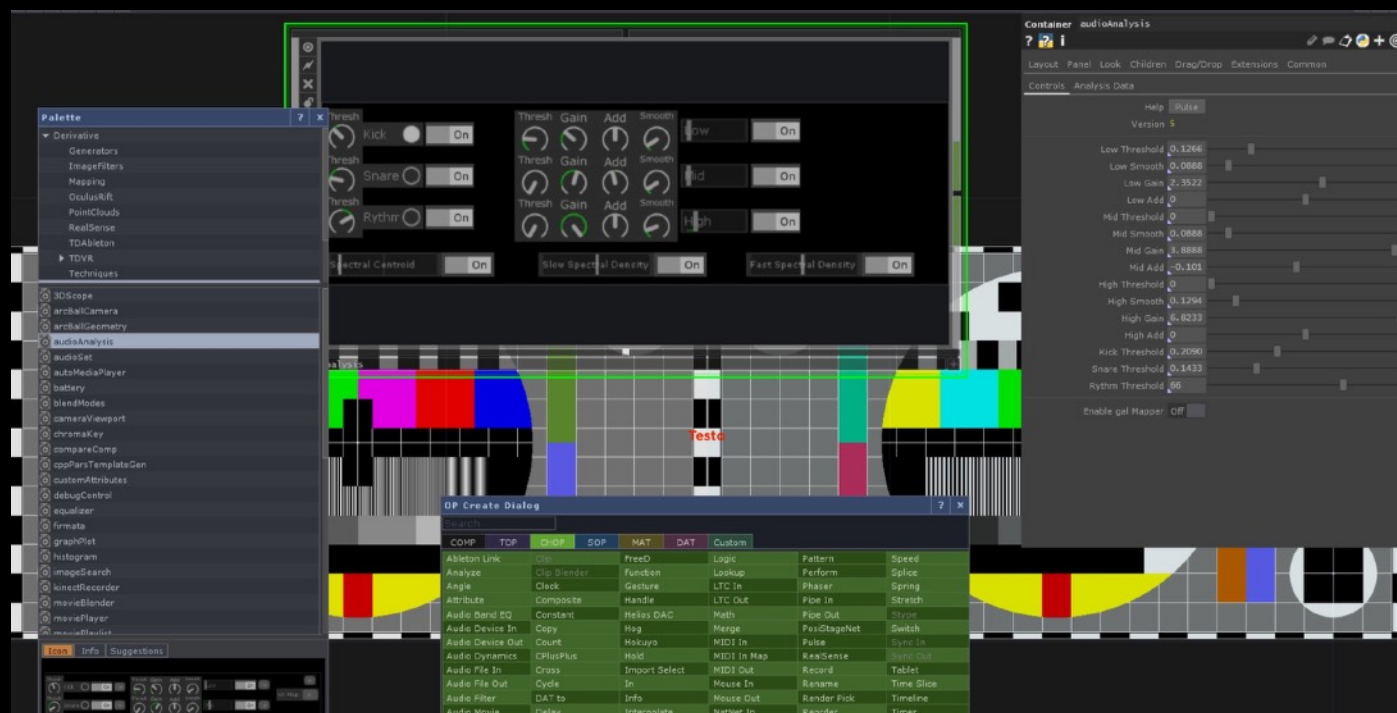 Container audioAnalysis
? ? i
Layout Panel Look Children Drag/Drop Extensions Common
Controls Analysis Data
Help Pulse
Version 5
Low Threshold 0.1266
Low Smooth 0.0888
Low Gain 2.3522
Low Add 0
Mid Threshold 0
Mid Smooth 0.0888
Mid Gain 3.8888
Mid Add -0.101
High Threshold 0
High Smooth 0.1294
High Gain 6.8233
High Add 0
Kick Threshold 0.2090
Snare Threshold 0.1433
Rythm Threshold 66
Enable gal Mapper Off
Thresh Kick On
Thresh Snare On
Thresh Rythm On
Thresh Gain Add Smooth Low On
Thresh Gain Add Smooth Mid On
Thresh Gain Add Smooth High On
Spectral Centroid On
Slow Spectral Density On
Fast Spectral Density On
alysis
Palette ? x
Derivative
Generators
ImageFilters
Mapping
OculusRift
PointClouds
RealSense
TDAbleton
TDVR
Techniques
3DScope
arcBallCamera
arcBallGeometry
audioAnalysis
audioSet
autoMediaPlayer
battery
blendModes
cameraViewport
chromaKey
compareComp
cppParsTemplateGen
customAttributes
debugControl
equalizer
firmata
graphPlot
histogram
imageSearch
kinectRecorder
movieBlender
moviePlayer
moviePlaylist
Icon Info Suggestions
Testo
OP Create Dialog ? x
Search
COMP TOP CHOP SOP MAT DAT Custom
Ableton Link Clip FreeD Logic Pattern Speed
Analyze Clip Blender Function Lookup Perform Splice
Angle Clock Gesture LTC In Phaser Spring
Attribute Composite Handle LTC Out Pipe In Stretch
Audio Band EQ Constant Helios DAC Math Pipe Out Stype
Audio Device In Copy Hog Merge PosiStageNet Switch
Audio Device Out Count Hokuyo MIDI In Pulse Sync In
Audio Dynamics CPlusPlus Hold MIDI In Map RealSense Sync Out
Audio File In Cross Import Select MIDI Out Record Tablet
Audio File Out Cycle In Mouse In Rename Time Slice
Audio Filter DAT to Info Mouse Out Render Pick Timeline
Audio Movie Delay Interpolate NatNet In Reorder Timer